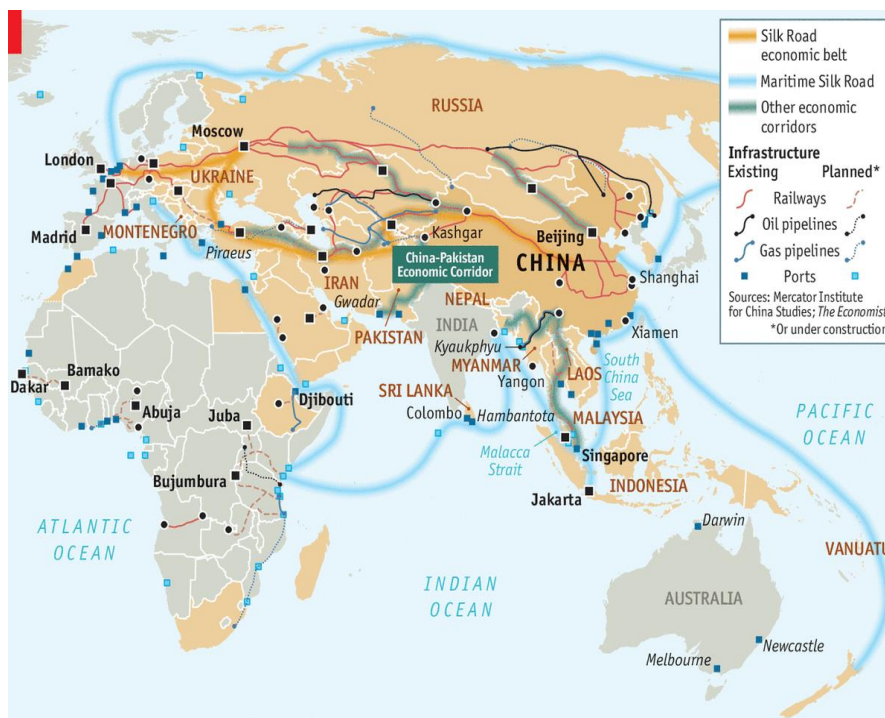 Silk Road
economic belt
Maritime Silk Road
Other economic
corridors
Infrastructure
Existing Planned*
Railways
Oil pipelines
Gas pipelines
Ports
Sources: Mercator Institute
for China Studies; The Economist
*Or under construction
RUSSIA
Moscow
London
UKRAINE
Madrid
MONTENEGRO
Piraeus
Kashgar
Beijing
China-Pakistan
Economic Corridor
CHINA
IRAN
Gwadar
Shanghai
NEPAL
PAKISTAN
INDIA
Xiamen
Kyaukphyu
MYANMAR
LAOS
Yangon
South
China
Sea
Bamako
Dakar
Abuja
Juba
Djibouti
SRI LANKA
Colombo
Hambantota
MALAYSIA
PACIFIC
OCEAN
Malacca
Strait
Singapore
Bujumbura
INDONESIA
Jakarta
ATLANTIC
OCEAN
Darwin
VANUATU
INDIAN
OCEAN
AUSTRALIA
Newcastle
Melbourne